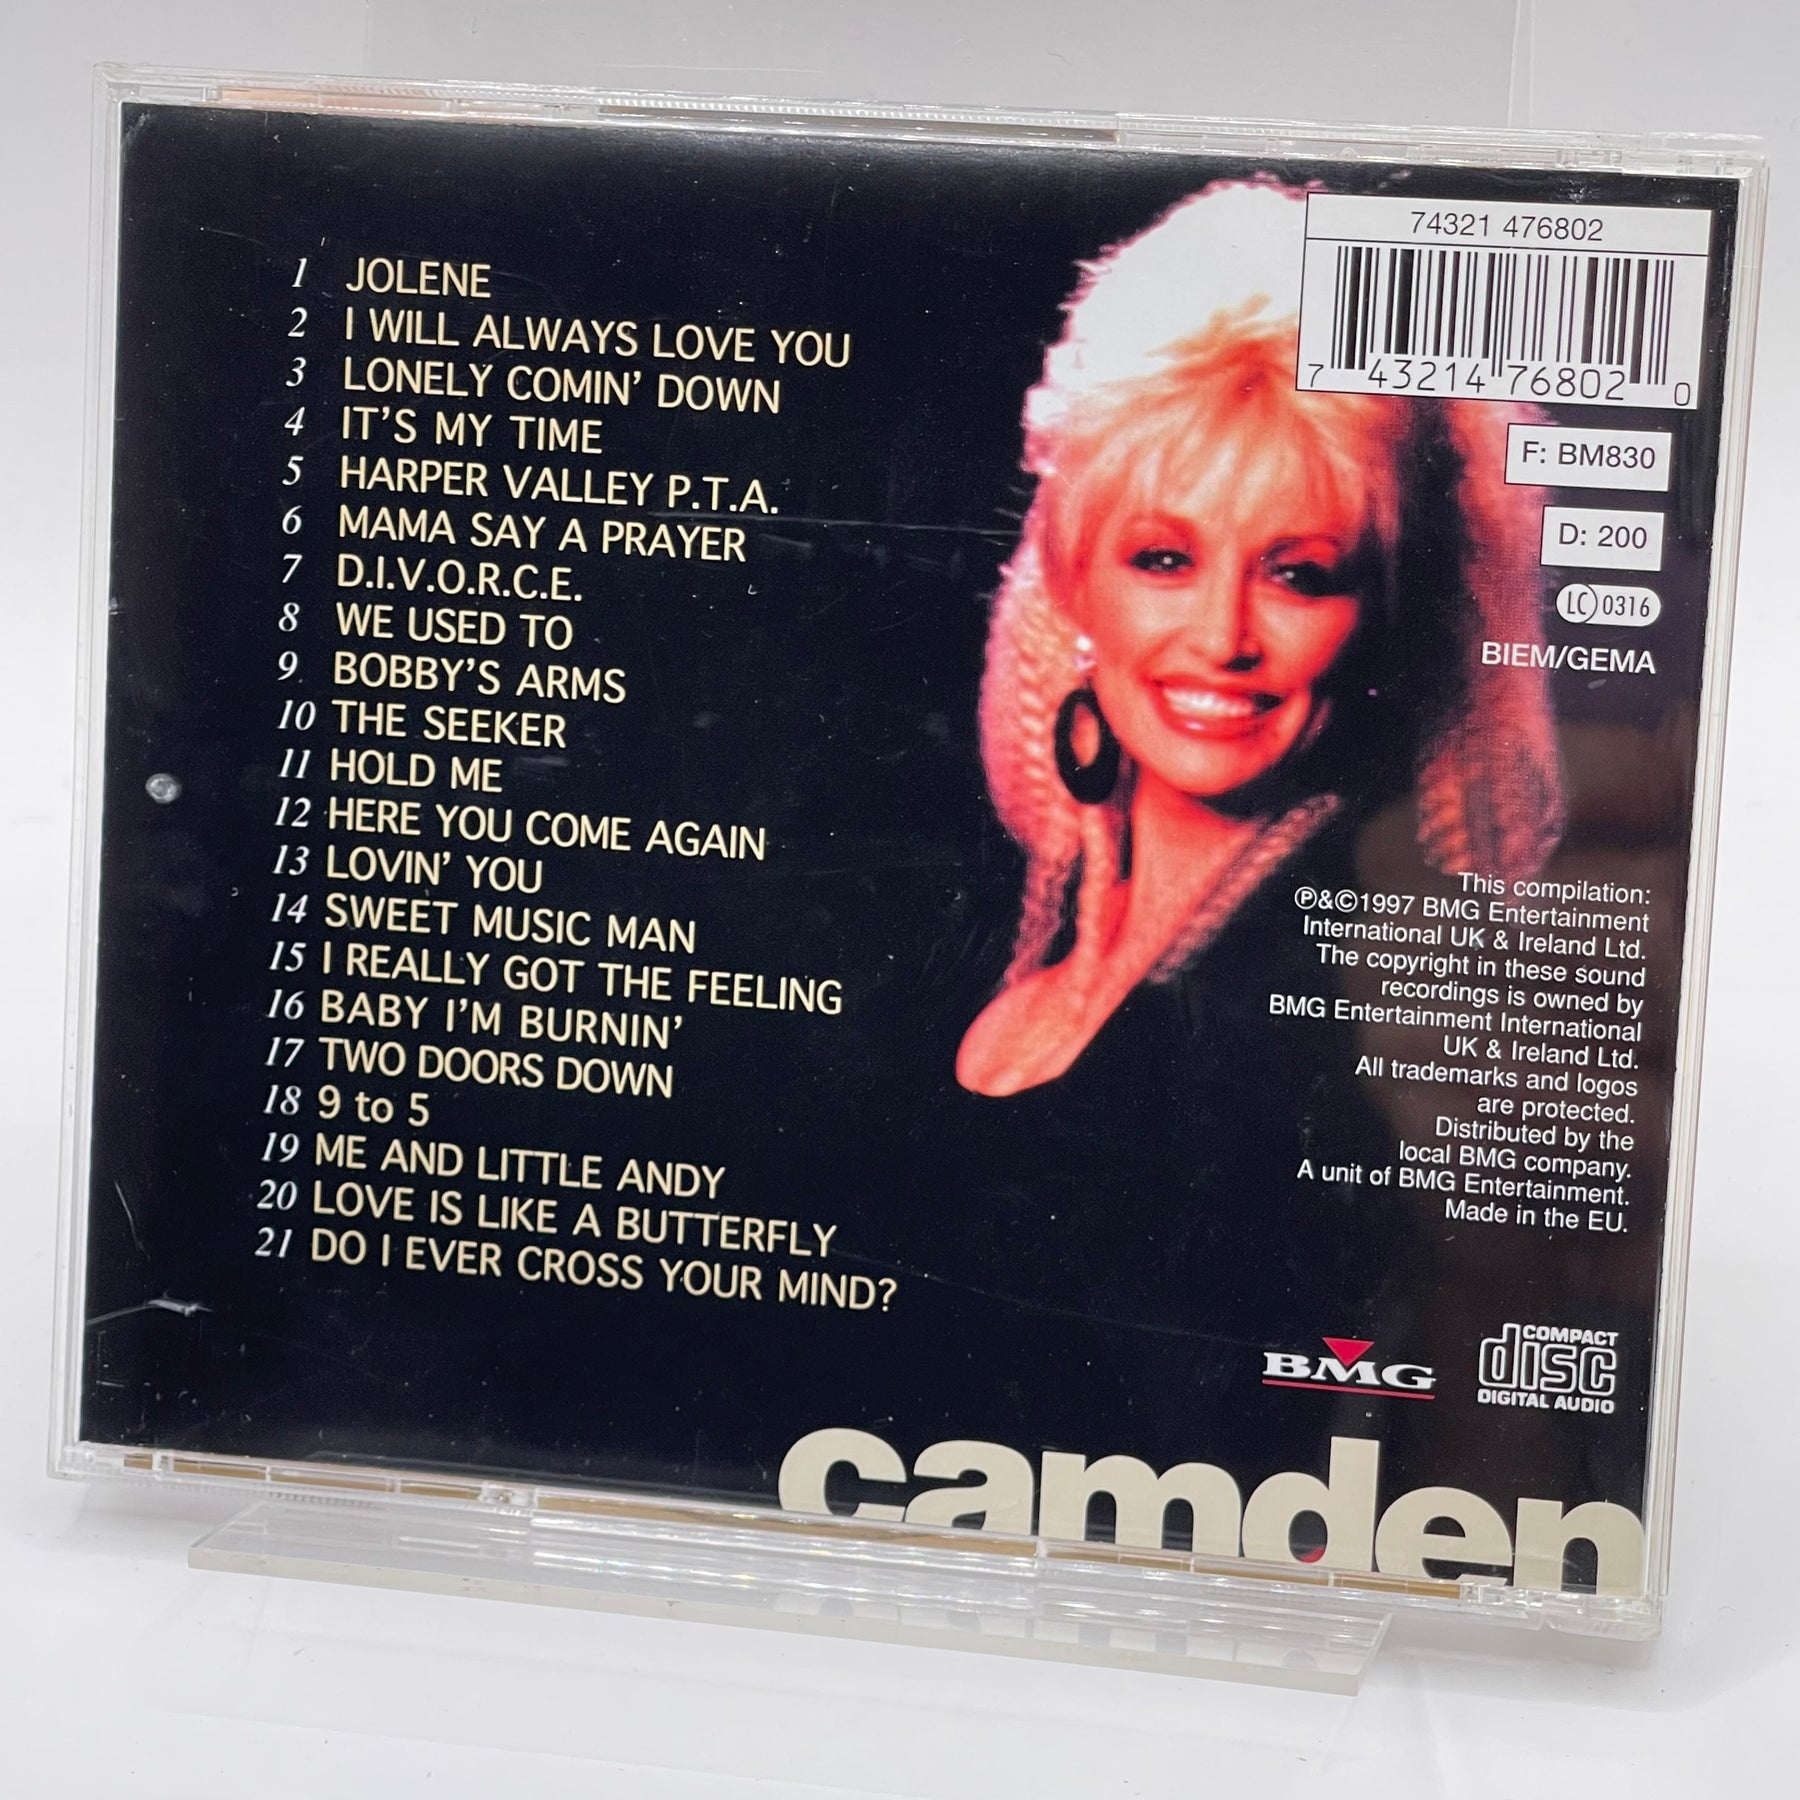 1 JOLENE
2 I WILL ALWAYS LOVE YOU
3 LONELY COMIN' DOWN
4 IT'S MY TIME
5 HARPER VALLEY P.T.A.
6 MAMA SAY A PRAYER
7 D.I.V.O.R.C.E.
8 WE USED TO
9 BOBBY'S ARMS
10 THE SEEKER
11 HOLD ME
12 HERE YOU COME AGAIN
13 LOVIN' YOU
14 SWEET MUSIC MAN
15 I REALLY GOT THE FEELING
16 BABY I'M BURNIN'
17 TWO DOORS DOWN
18 9 to 5
19 ME AND LITTLE ANDY
20 LOVE IS LIKE A BUTTERFLY
21 DO I EVER CROSS YOUR MIND?
74321 476802
7 43214 76802 0
F: BM830
D: 200
LC 0316
BIEM/GEMA
This compilation:
℗&©1997 BMG Entertainment
International UK & Ireland Ltd.
The copyright in these sound
recordings is owned by
BMG Entertainment International
UK & Ireland Ltd.
All trademarks and logos
are protected.
Distributed by the
local BMG company.
A unit of BMG Entertainment.
Made in the EU.
BMG
COMPACT
disc
DIGITAL AUDIO
camden